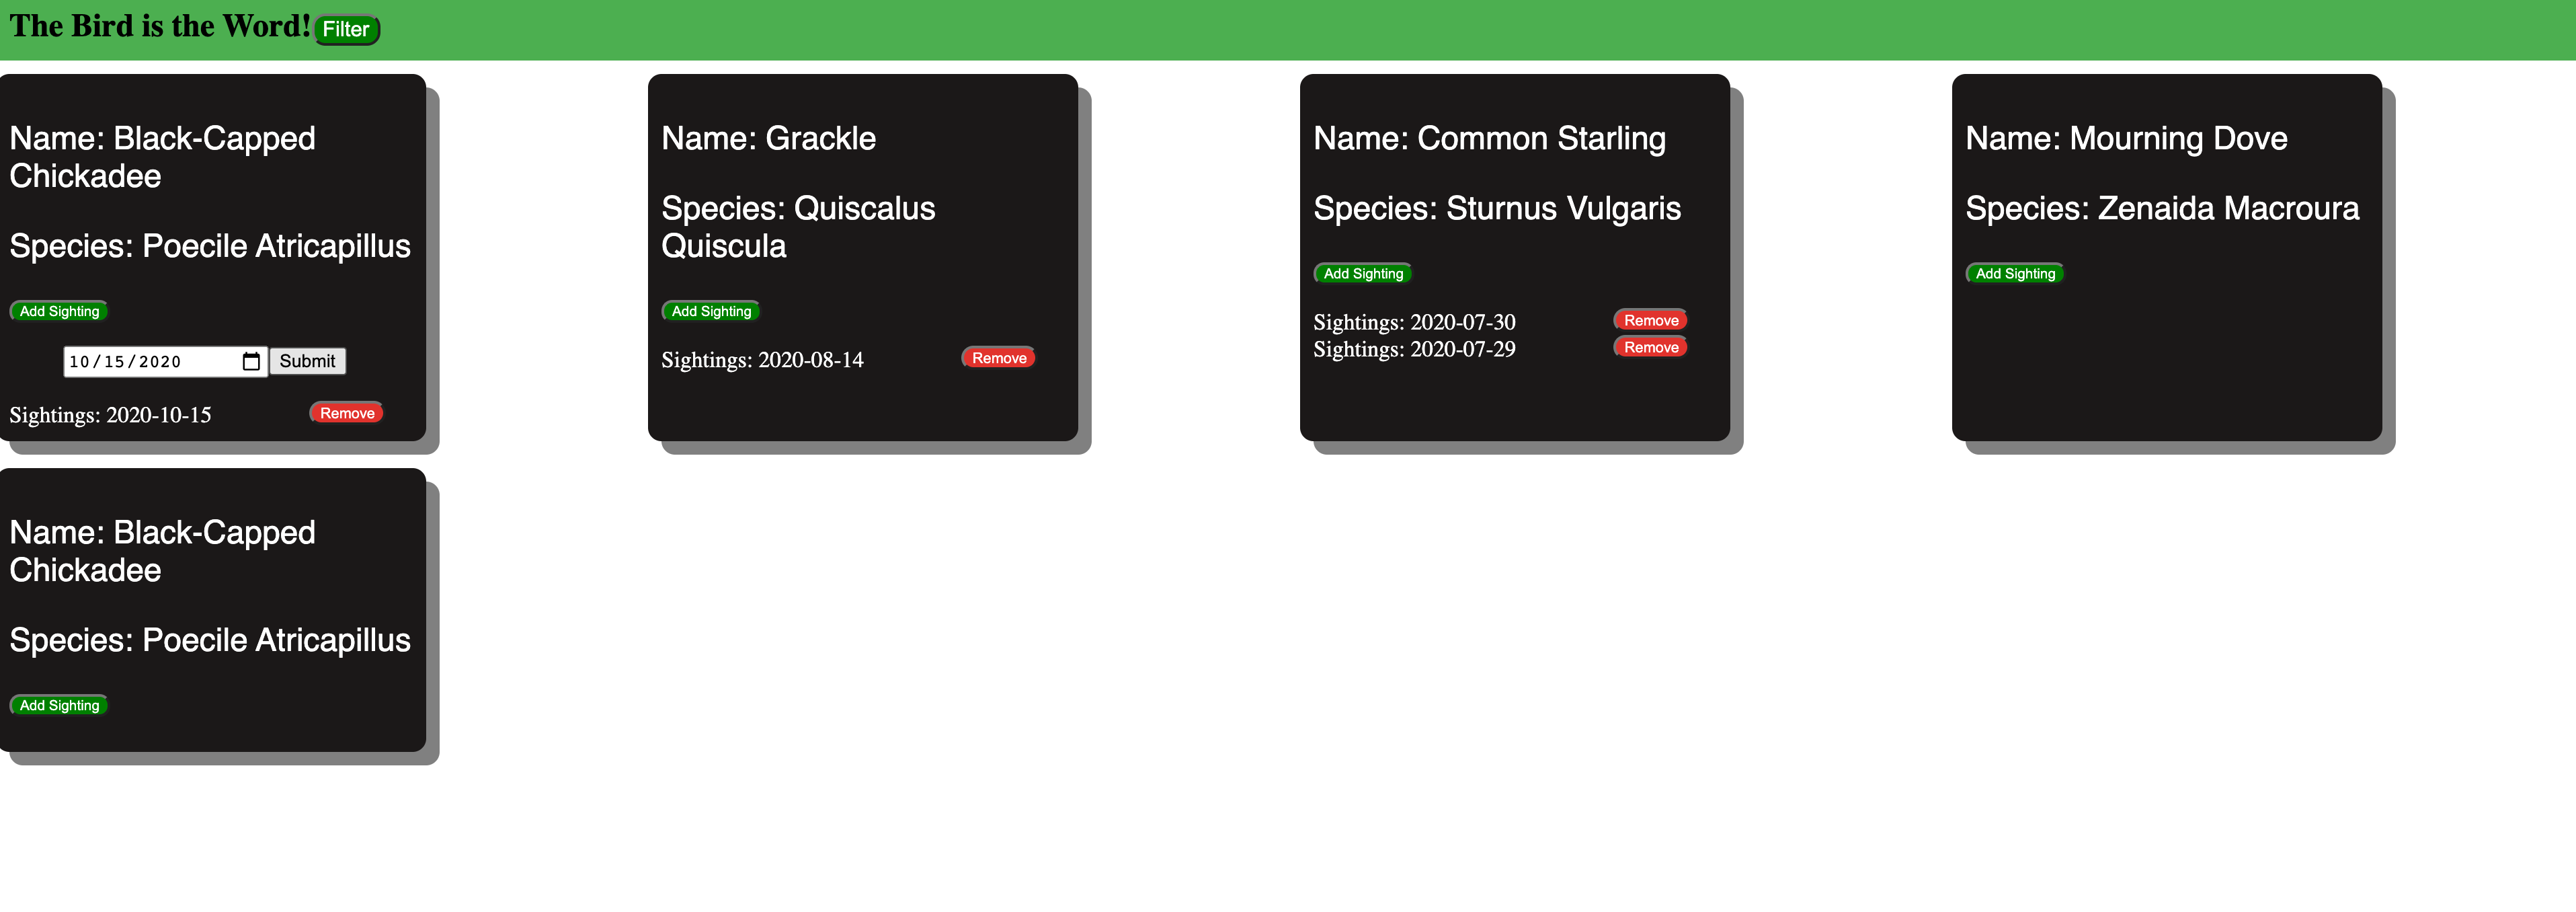 The Bird is the Word! Filter
Name: Black-Capped
Chickadee
Species: Poecile Atricapillus
Add Sighting
10/15/2020 Submit
Sightings: 2020-10-15 Remove
Name: Grackle
Species: Quiscalus
Quiscula
Add Sighting
Sightings: 2020-08-14 Remove
Name: Common Starling
Species: Sturnus Vulgaris
Add Sighting
Sightings: 2020-07-30 Remove
Sightings: 2020-07-29 Remove
Name: Mourning Dove
Species: Zenaida Macroura
Add Sighting
Name: Black-Capped
Chickadee
Species: Poecile Atricapillus
Add Sighting